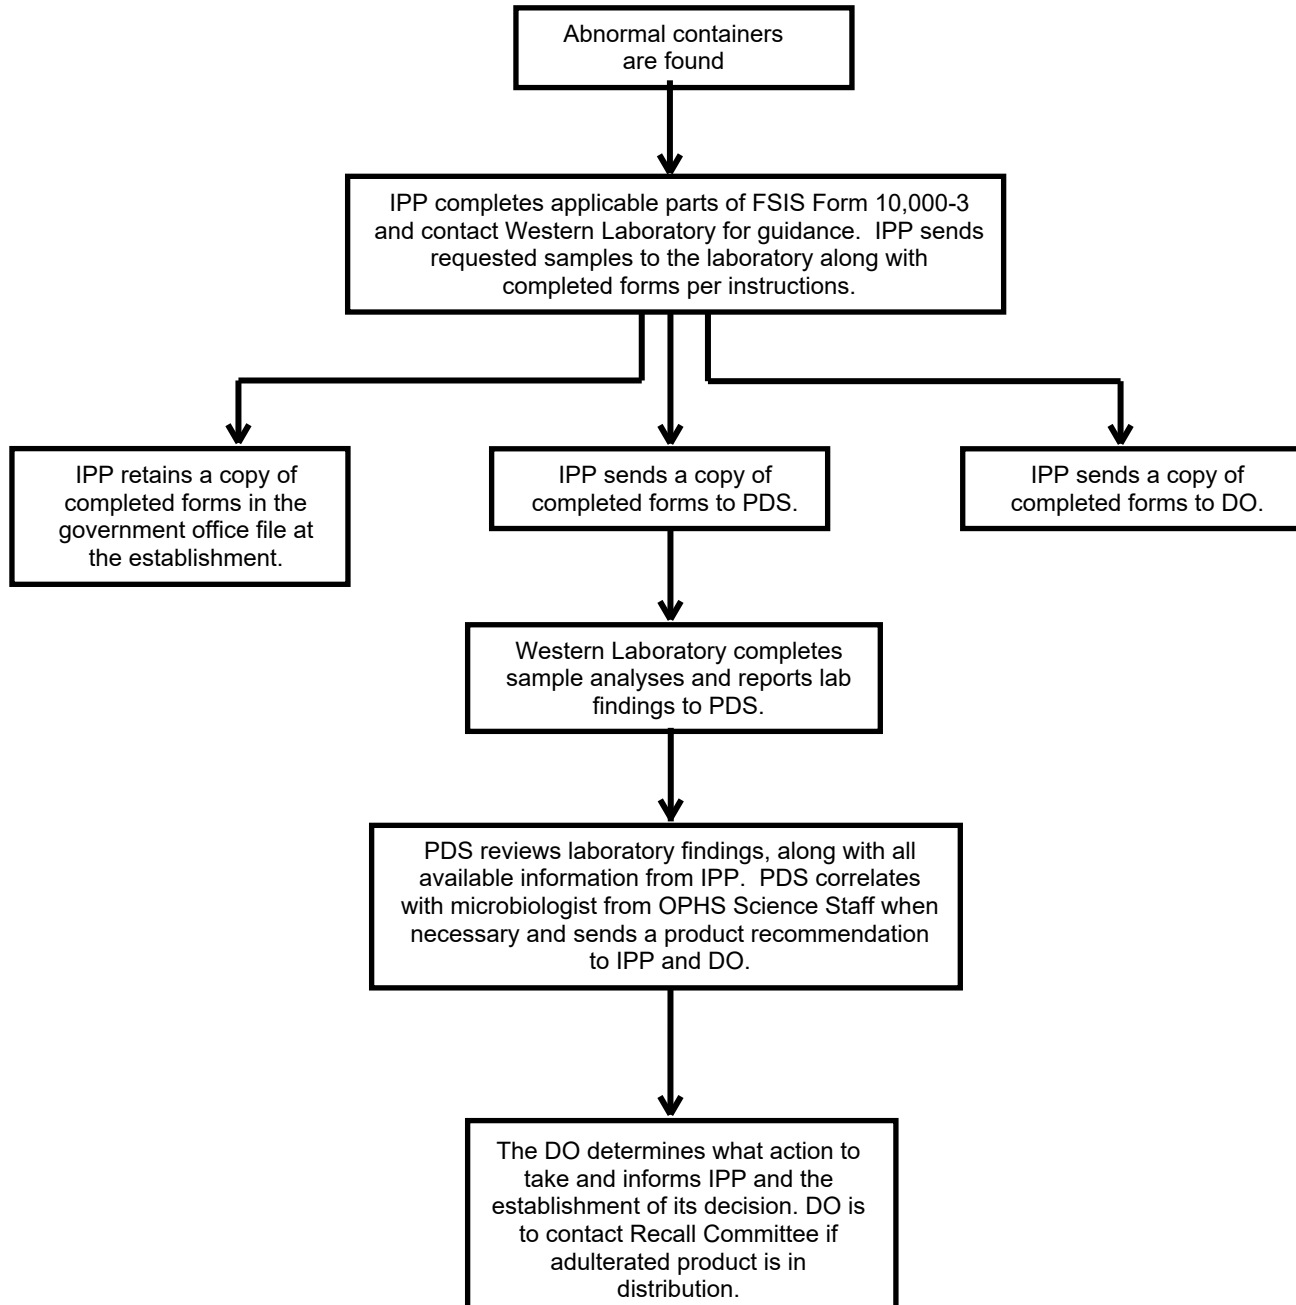 Abnormal containers
are found
IPP completes applicable parts of FSIS Form 10,000-3
and contact Western Laboratory for guidance.  IPP sends
requested samples to the laboratory along with
completed forms per instructions.
IPP retains a copy of
completed forms in the
government office file at
the establishment.
IPP sends a copy of
completed forms to PDS.
IPP sends a copy of
completed forms to DO.
Western Laboratory completes
sample analyses and reports lab
findings to PDS.
PDS reviews laboratory findings, along with all
available information from IPP.  PDS correlates
with microbiologist from OPHS Science Staff when
necessary and sends a product recommendation
to IPP and DO.
The DO determines what action to
take and informs IPP and the
establishment of its decision. DO is
to contact Recall Committee if
adulterated product is in
distribution.